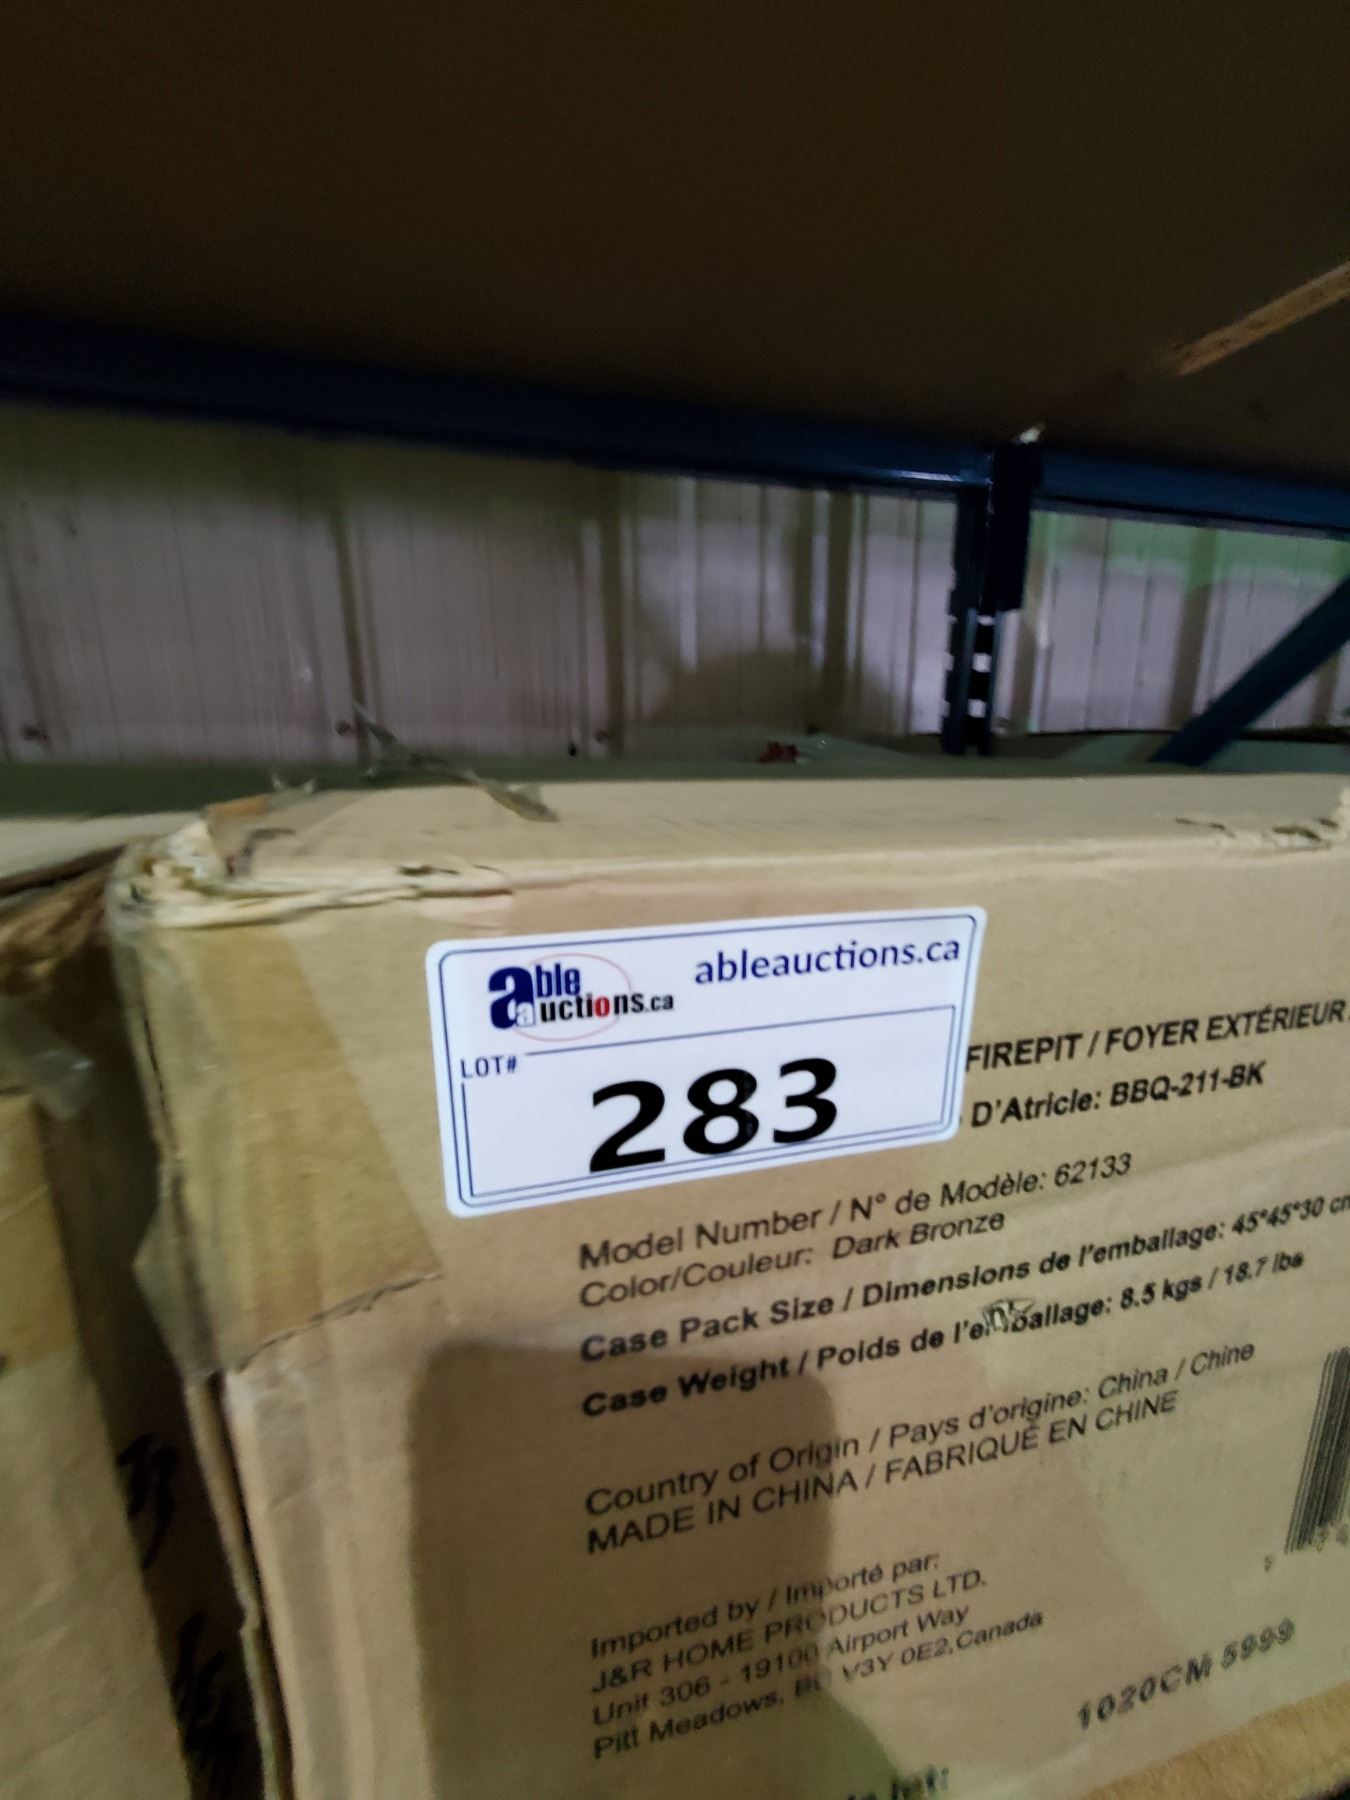 able auctions.ca
ableauctions.ca
LOT#
283
FIREPIT / FOYER EXTÉRIEUR
D'Atricle: BBQ-211-BK
Model Number / N° de Modèle: 62133
Color/Couleur: Dark Bronze
Case Pack Size / Dimensions de l'emballage: 45*45*30 cm
Case Weight / Poids de l'emballage: 8.5 kgs / 18.7 lbs
Country of Origin / Pays d'origine: China / Chine
MADE IN CHINA / FABRIQUÉ EN CHINE
Imported by / Importé par:
J&R HOME PRODUCTS LTD.
Unit 306 - 19100 Airport Way
Pitt Meadows, BC V3Y 0E2,Canada
1020CM 5999